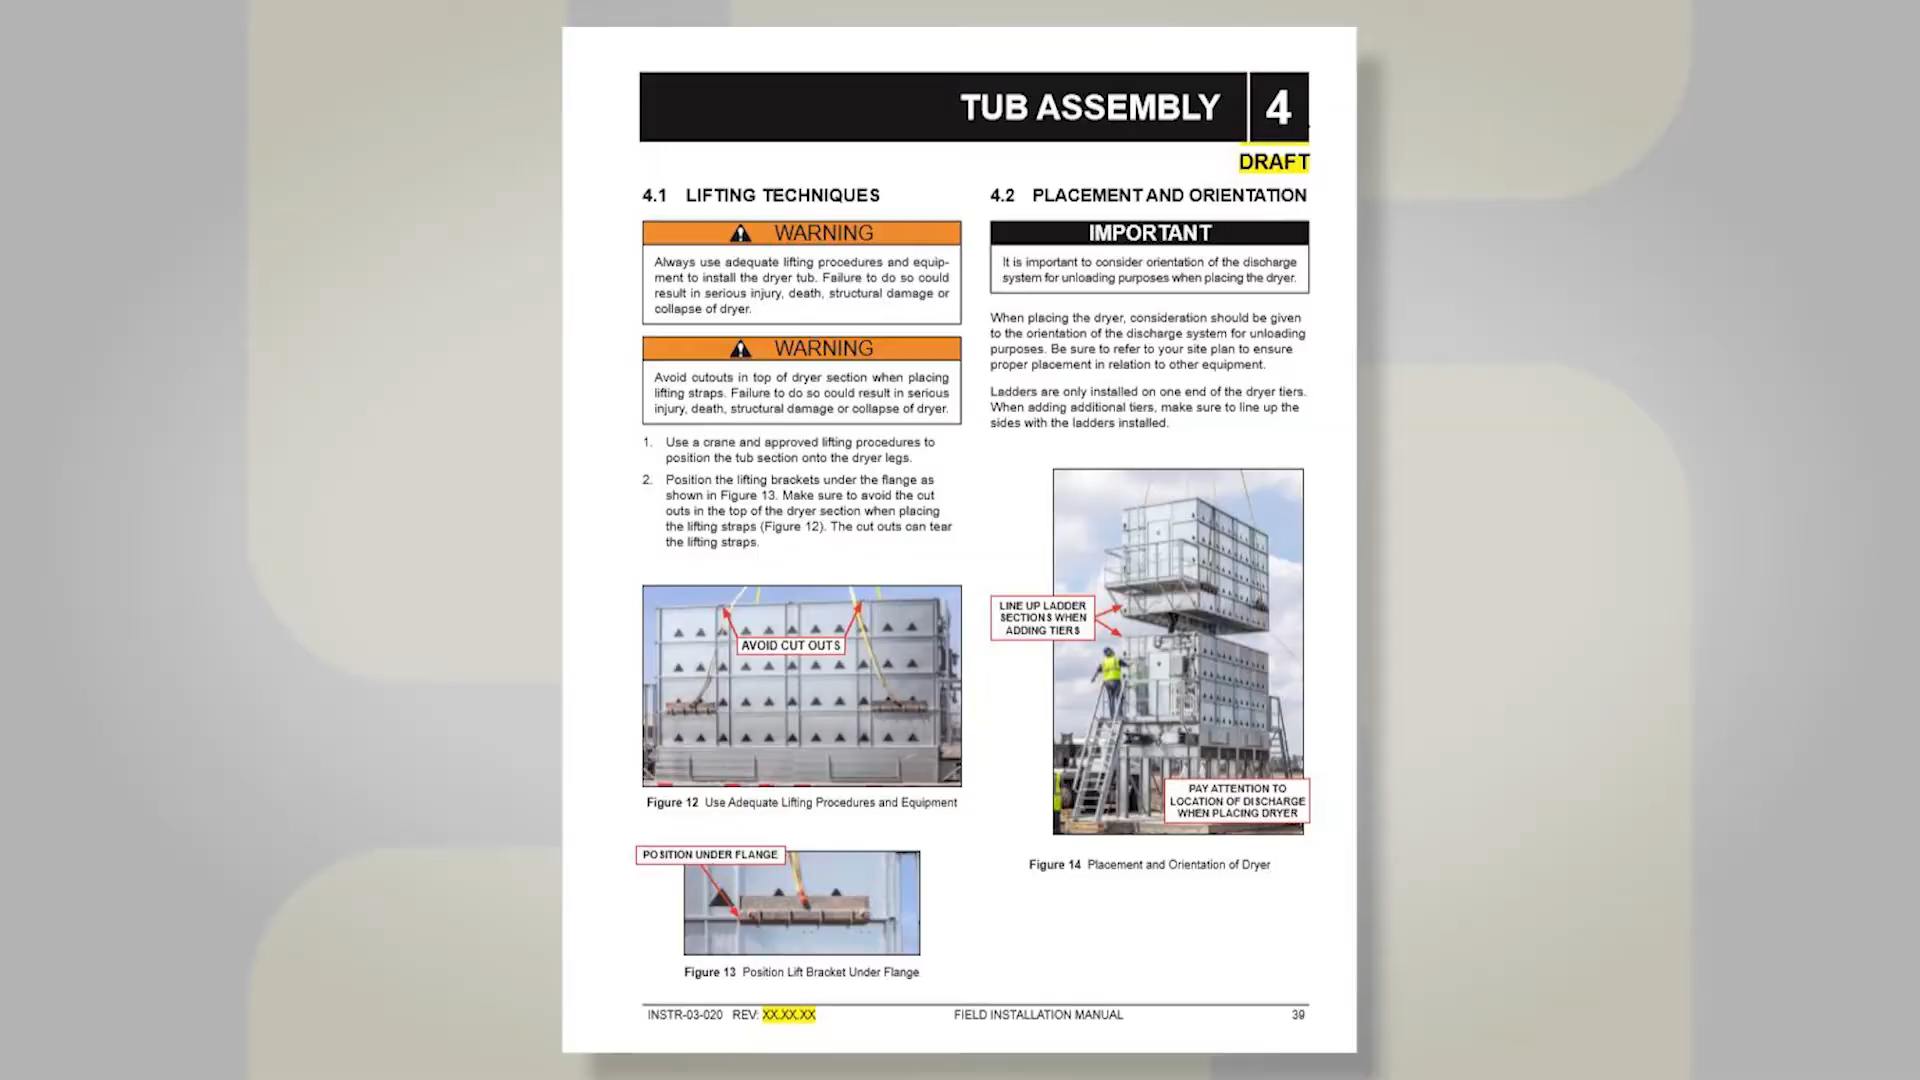 TUB ASSEMBLY 4
DRAFT
4.1 LIFTING TECHNIQUES
WARNING
Always use adequate lifting procedures and equip-
ment to install the dryer tub. Failure to do so could
result in serious injury, death, structural damage or
collapse of dryer.
WARNING
Avoid cutouts in top of dryer section when placing
lifting straps. Failure to do so could result in serious
injury, death, structural damage or collapse of dryer.
1. Use a crane and approved lifting procedures to
position the tub section onto the dryer legs.
2. Position the lifting brackets under the flange as
shown in Figure 13. Make sure to avoid the cut
outs in the top of the dryer section when placing
the lifting straps (Figure 12). The cut outs can tear
the lifting straps.
AVOID CUT OUTS
Figure 12 Use Adequate Lifting Procedures and Equipment
POSITION UNDER FLANGE
Figure 13 Position Lift Bracket Under Flange
4.2 PLACEMENT AND ORIENTATION
IMPORTANT
It is important to consider orientation of the discharge
system for unloading purposes when placing the dryer.
When placing the dryer, consideration should be given
to the orientation of the discharge system for unloading
purposes. Be sure to refer to your site plan to ensure
proper placement in relation to other equipment.
Ladders are only installed on one end of the dryer tiers.
When adding additional tiers, make sure to line up the
sides with the ladders installed.
LINE UP LADDER
SECTIONS WHEN
ADDING TIERS
PAY ATTENTION TO
LOCATION OF DISCHARGE
WHEN PLACING DRYER
Figure 14 Placement and Orientation of Dryer
INSTR-03-020 REV: XX.XX.XX FIELD INSTALLATION MANUAL 39